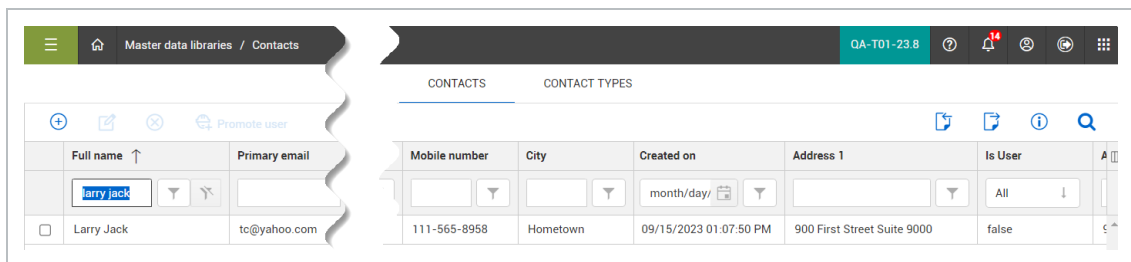 Master data libraries / Contacts QA-T01-23.8 14
CONTACTS CONTACT TYPES
Promote user
Full name Primary email Mobile number City Created on Address 1 Is User
larry jack month/day/ All
Larry Jack tc@yahoo.com 111-565-8958 Hometown 09/15/2023 01:07:50 PM 900 First Street Suite 9000 false